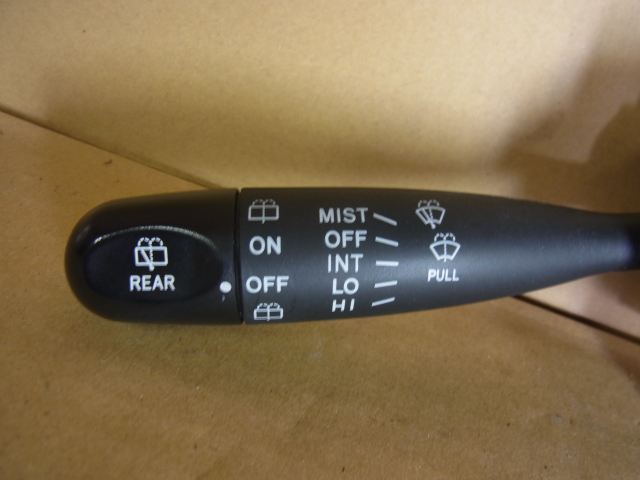 REAR
ON
OFF
MIST
OFF
INT
LO
HI
PULL